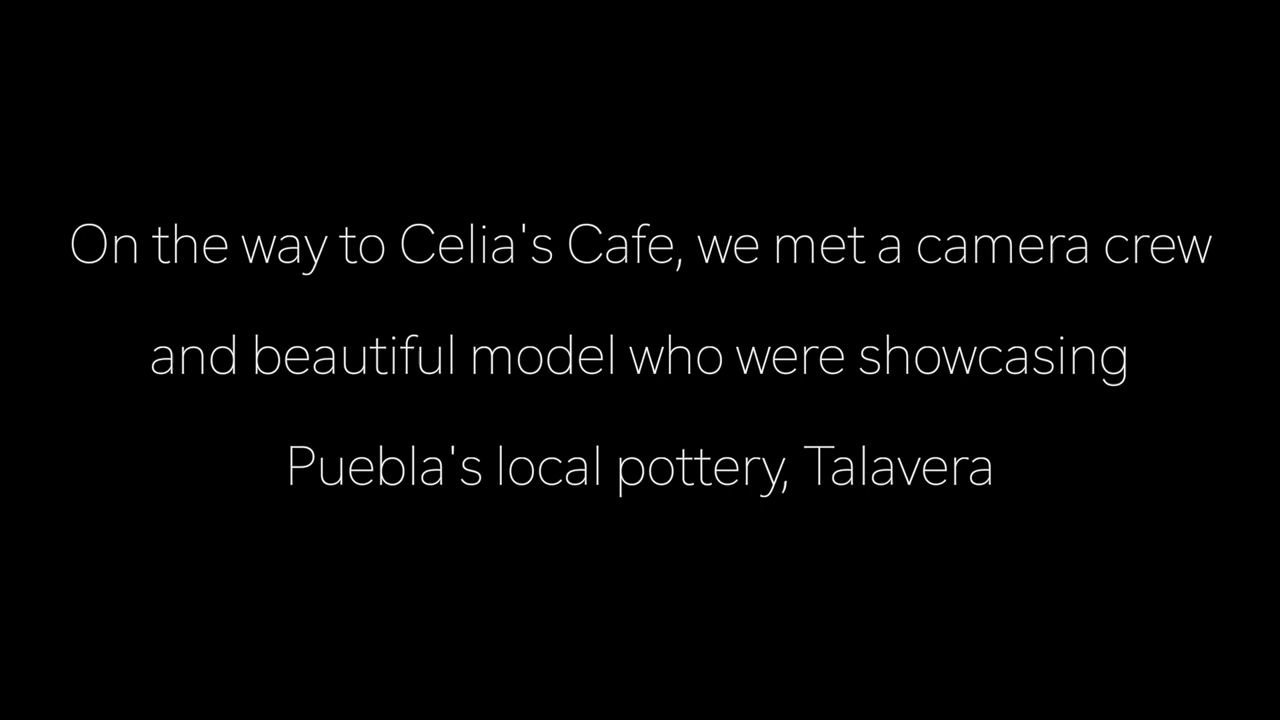 On the way to Celia's Cafe, we met a camera crew
and beautiful model who were showcasing
Puebla's local pottery, Talavera